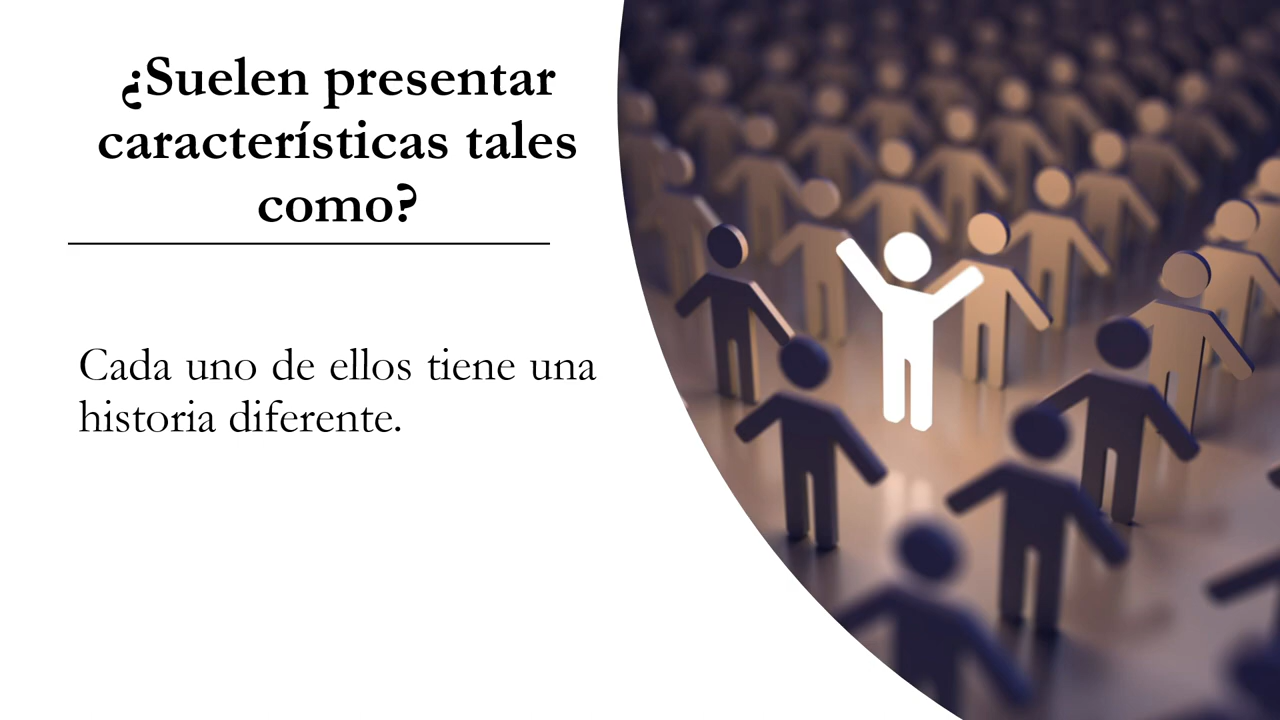 ¿Suelen presentar
características tales
como?
Cada uno de ellos tiene una
historia diferente.